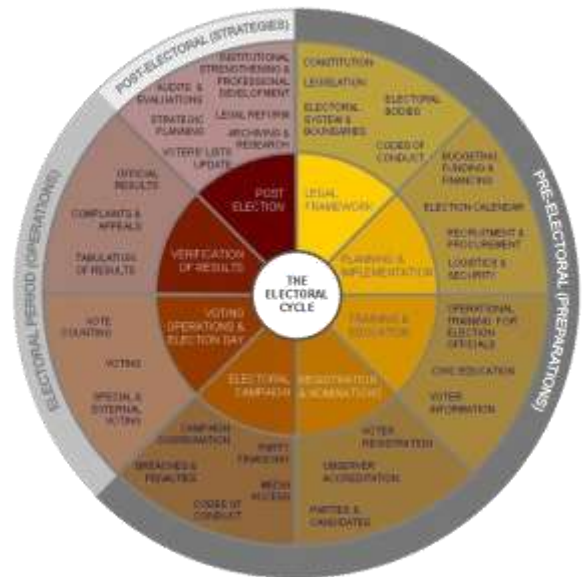 POST-ELECTORAL (STRATEGIES)
PRE-ELECTORAL (PREPARATIONS)
ELECTORAL PERIOD (OPERATIONS)
THE
ELECTORAL
CYCLE
LEGAL
FRAMEWORK
PLANNING &
IMPLEMENTATION
TRAINING &
EDUCATION
REGISTRATION
& NOMINATIONS
ELECTORAL
CAMPAIGN
VOTING
OPERATIONS &
ELECTION DAY
VERIFICATION
OF RESULTS
POST
ELECTION
CONSTITUTION
LEGISLATION
ELECTORAL
SYSTEM &
BOUNDARIES
ELECTORAL
BODIES
CODES OF
CONDUCT
BUDGETING,
FUNDING &
FINANCING
ELECTION CALENDAR
RECRUITMENT &
PROCUREMENT
LOGISTICS &
SECURITY
OPERATIONAL
TRAINING FOR
ELECTION
OFFICIALS
CIVIC EDUCATION
VOTER
INFORMATION
VOTER
REGISTRATION
OBSERVER
ACCREDITATION
PARTIES &
CANDIDATES
CAMPAIGN
COORDINATION
PARTY
FINANCING
BREACHES &
PENALTIES
MEDIA
ACCESS
CODES OF
CONDUCT
SPECIAL &
EXTERNAL
VOTING
VOTING
VOTE
COUNTING
TABULATION
OF RESULTS
COMPLAINTS &
APPEALS
OFFICIAL
RESULTS
VOTERS' LISTS
UPDATE
STRATEGIC
PLANNING
AUDITS &
EVALUATIONS
INSTITUTIONAL
STRENGTHENING &
PROFESSIONAL
DEVELOPMENT
LEGAL REFORM
ARCHIVING &
RESEARCH